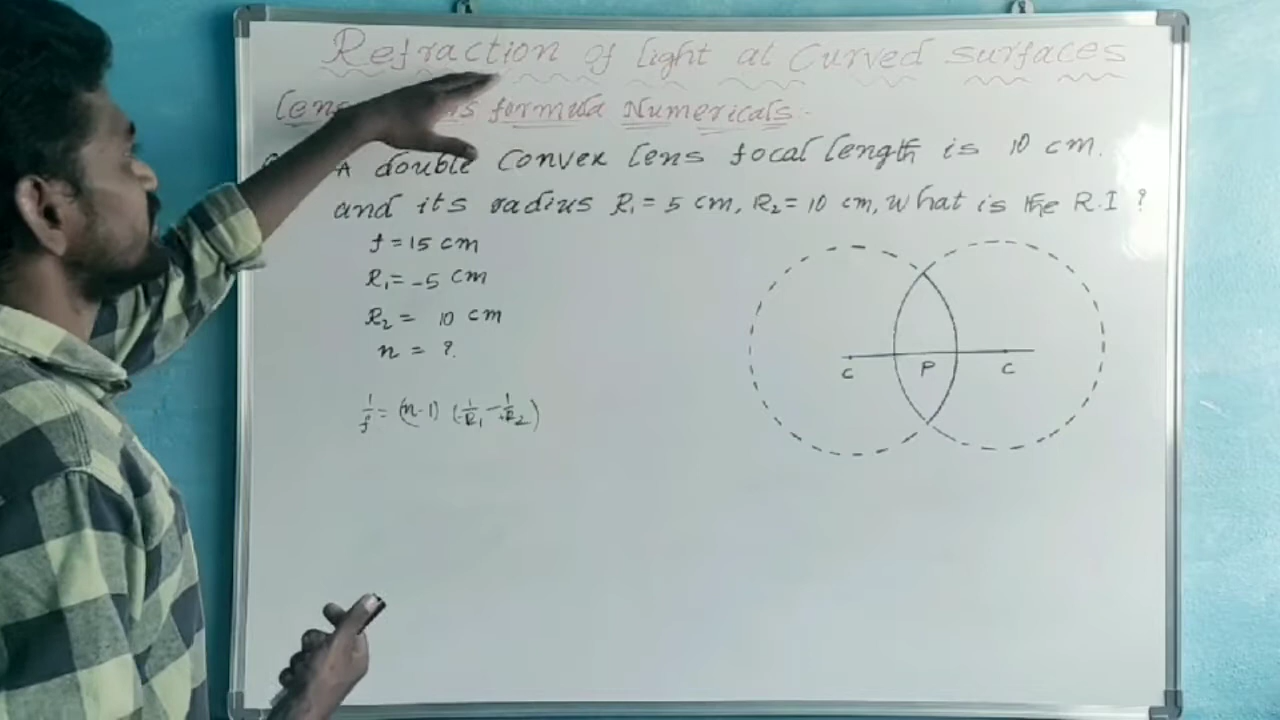 Refraction of light at Curved surfaces
formula Numericals:-
A double Convex lens focal length is 10 cm.
and its radius R₁ = 5 cm, R₂ = 10 cm, What is the R.I ?
f = 15 cm
R₁ = -5 cm
R₂ = 10 cm
n = ?.
1/f = (n-1) (1/R₁ - 1/R₂)
C P C